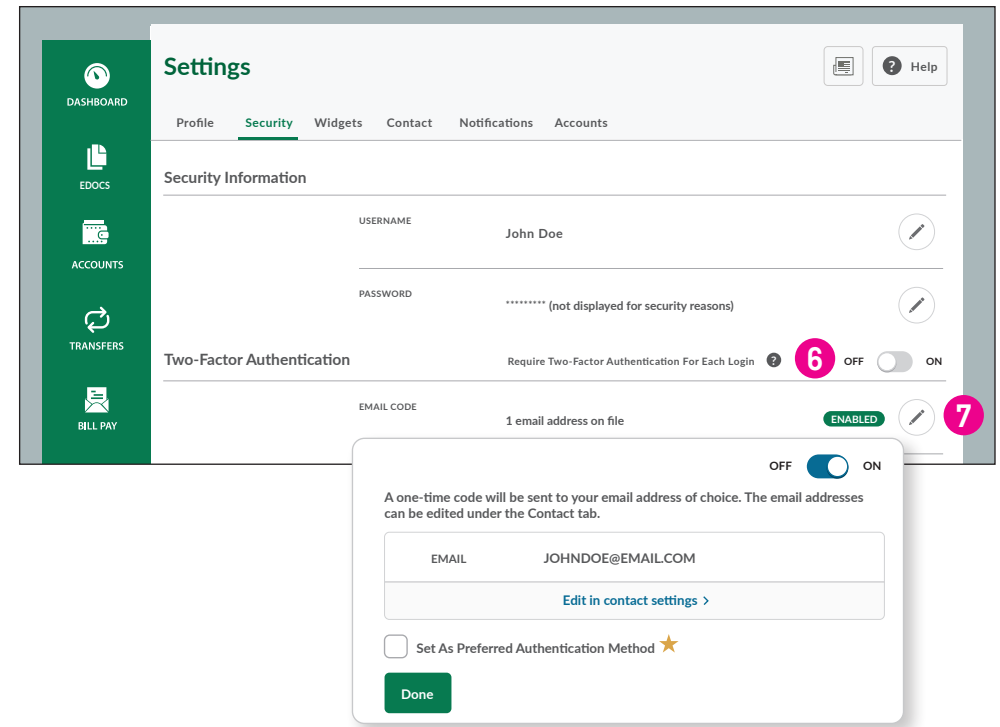 Settings
Help
DASHBOARD
Profile Security Widgets Contact Notifications Accounts
EDOCS
Security Information
USERNAME
John Doe
ACCOUNTS
PASSWORD
********* (not displayed for security reasons)
TRANSFERS
Two-Factor Authentication Require Two-Factor Authentication For Each Login ? 6 OFF ON
EMAIL CODE
1 email address on file ENABLED 7
BILL PAY
OFF ON
A one-time code will be sent to your email address of choice. The email addresses
can be edited under the Contact tab.
EMAIL JOHNDOE@EMAIL.COM
Edit in contact settings >
Set As Preferred Authentication Method
Done